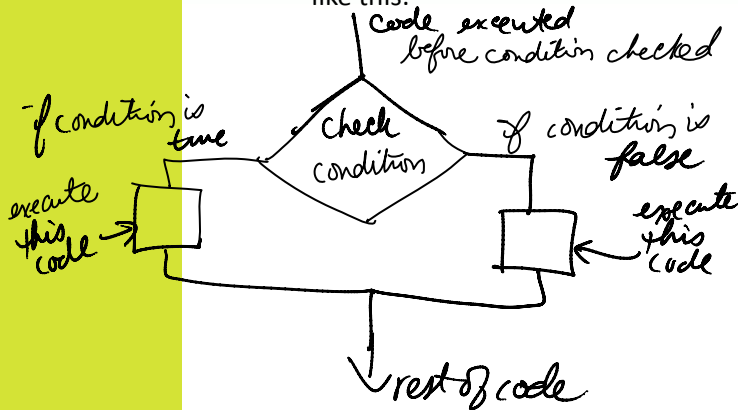 like this:
code executed
before condition checked
if condition is
true
check
condition
if condition is
false
execute
this
code
execute
this
code
rest of code